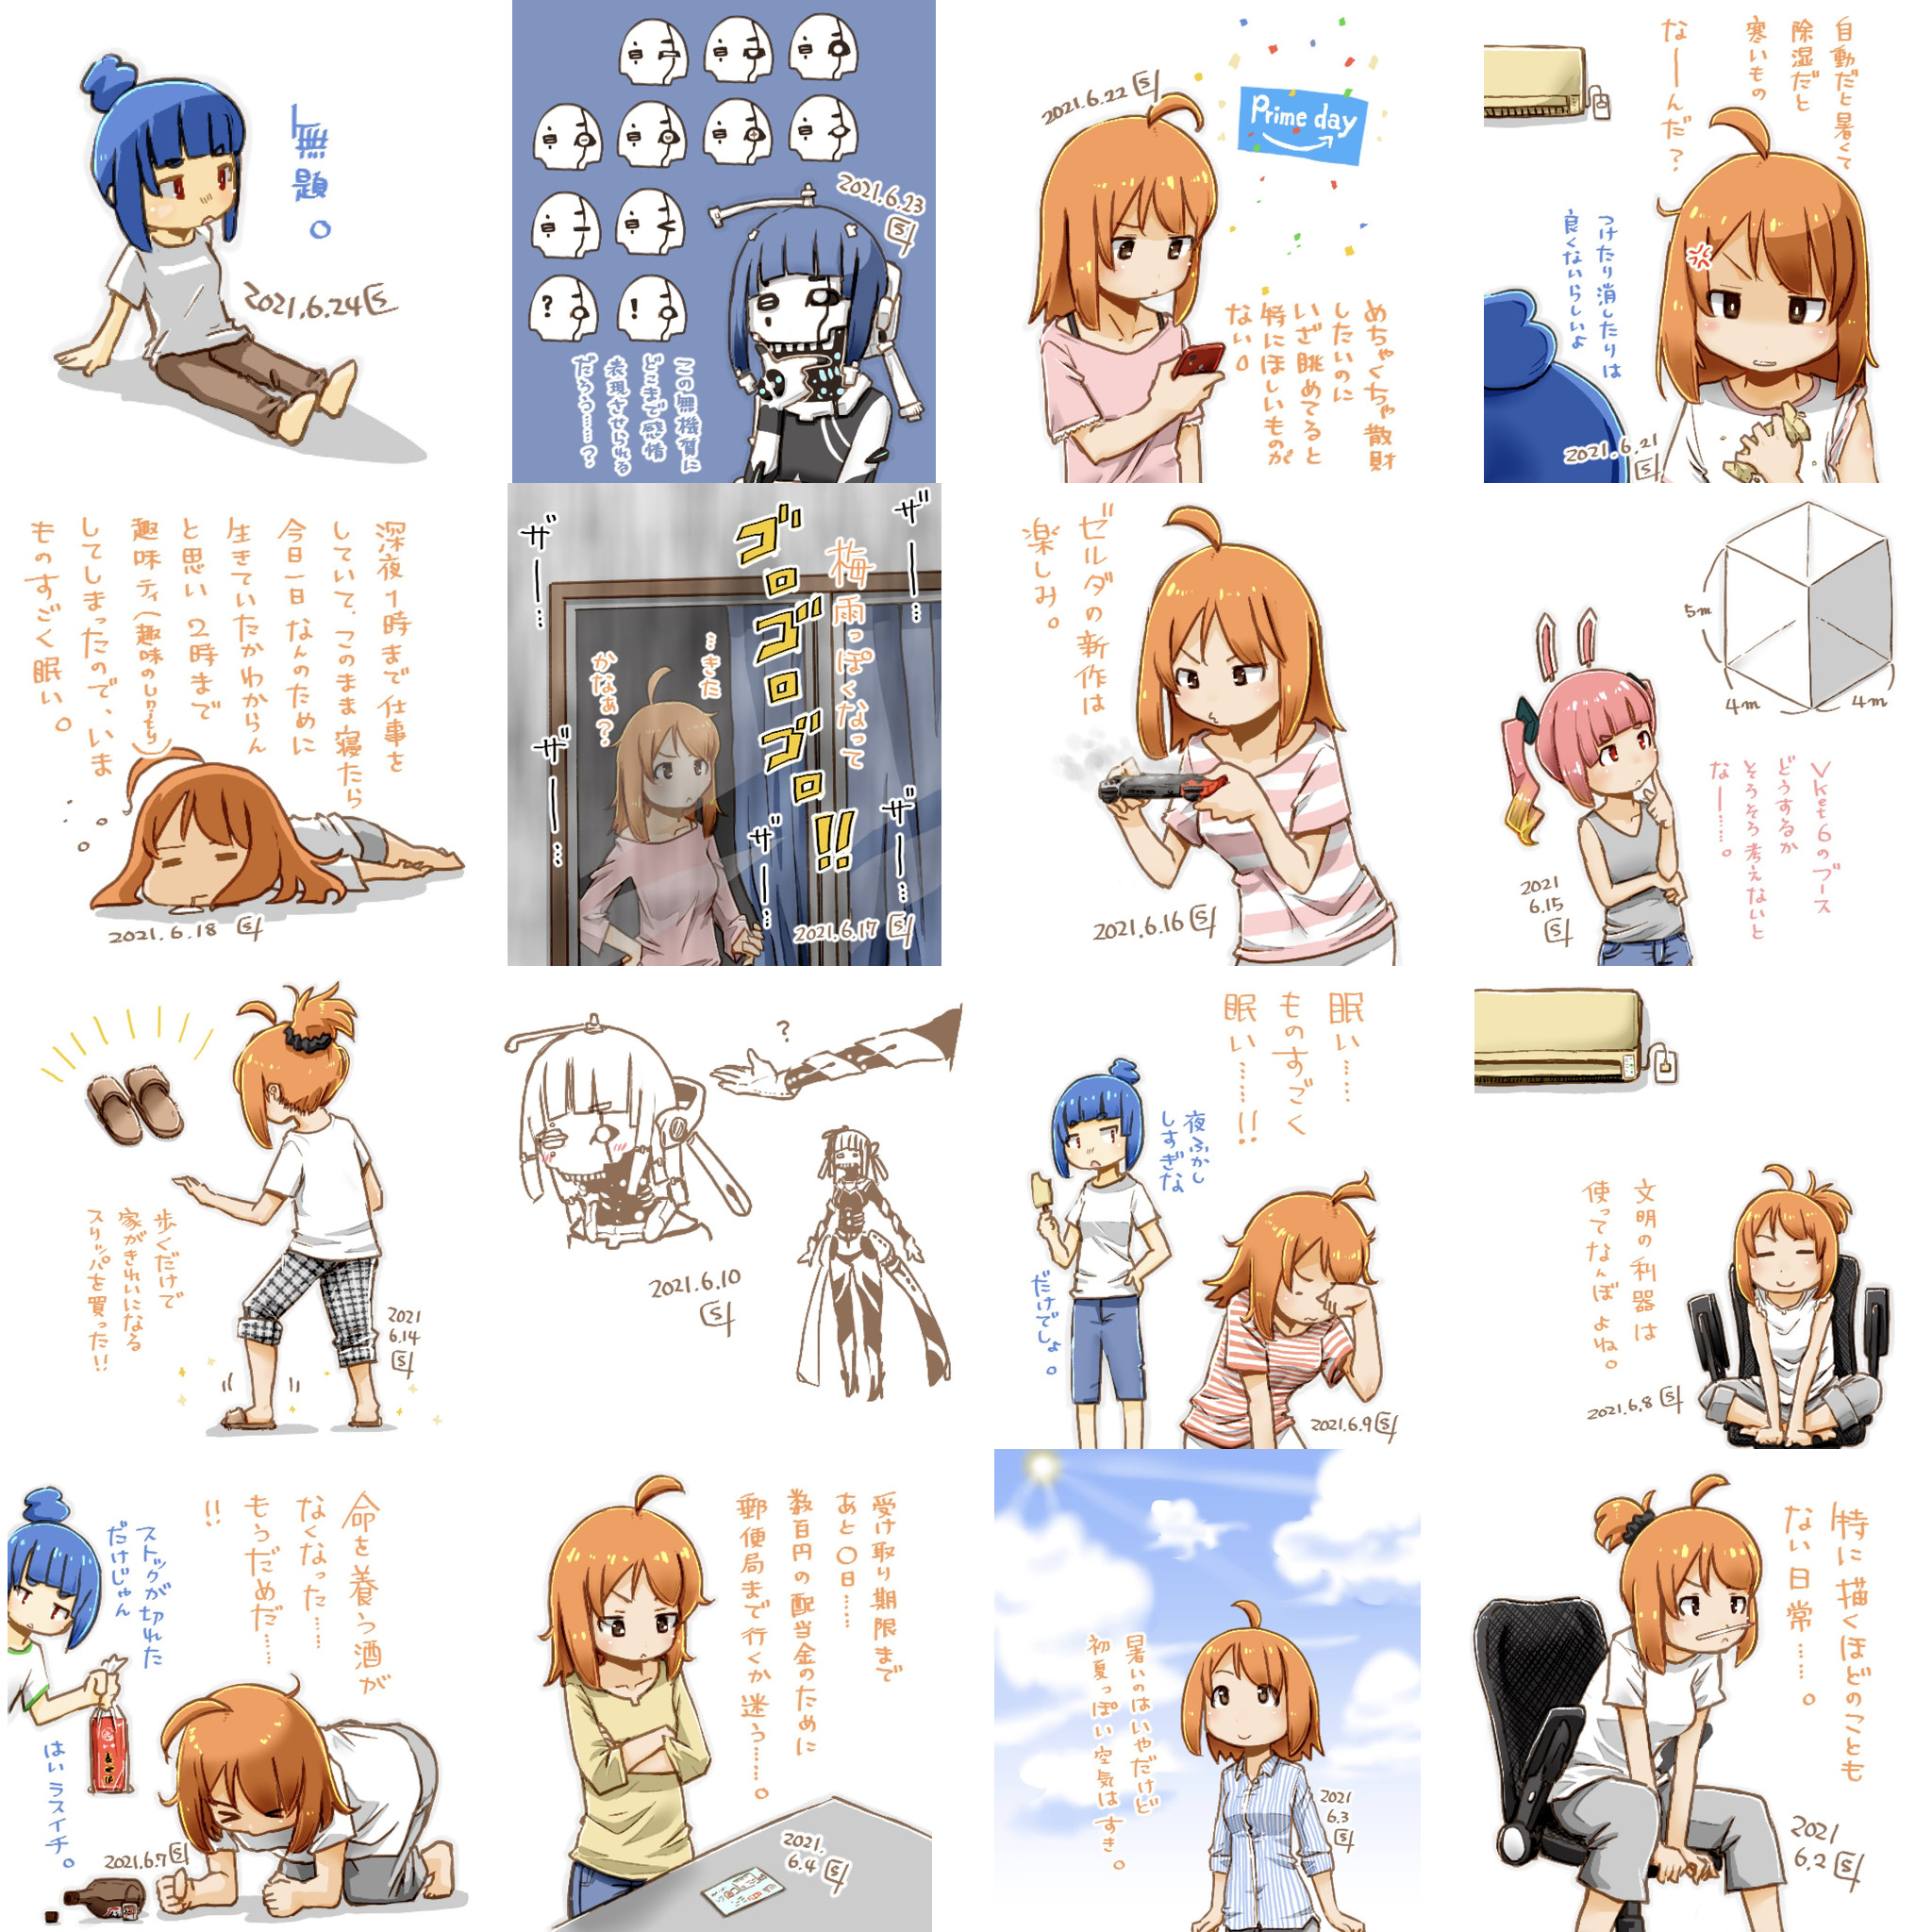 無題。
2021.6.24
2021.6.23
この無機質に
どこまで感情
表現させられる
だろう……？
?
!
2021.6.22
Prime day
めちゃくちゃ散財
したいのに
いざ眺めてると
特にほしいものが
ない。
自動だと暑くて
除湿だと
寒いもの
なーーんだ？
つけたり消したりは
良くないらしいよ
2021.6.21
深夜1時まで仕事を
していて、このまま寝たら
今日一日なんのために
生きていたかわからん
と思い2時まで
趣味ティ(趣味のしごとも)
してしまったので、いま
ものすごく眠い。
2021.6.18
ザーー…
ザーー…
ゴロゴロゴロ!!
梅雨っぽくなって
…きた
かなぁ？
ザーー…
ザーー…
ザーー…
2021.6.17
ゼルダの新作は
楽しみ。
2021.6.16
5m
4m
4m
Vket6のブース
どうするか
そろそろ考えないと
なー……。
2021
6.15
歩くだけで
家がきれいになる
スリッパを買った!!
2021
6.14
?
2021.6.10
眠い……
ものすごく
眠い……!!
夜ふかし
しすぎな
だけでしょ。
2021.6.9
文明の利器は
使ってなんぼよね。
2021.6.8
命を養う酒が
なくなった……
もうだめだ……
!!
ストックが切れた
だけじゃん
はいラスイチ。
2021.6.7
受け取り期限まで
あと〇日……
数百円の配当金のために
郵便局まで行くか迷う……。
2021.
6.4
暑いのはいやだけど
初夏っぽい空気はすき。
2021
6.3
特に描くほどのことも
ない日常……。
2021
6.2